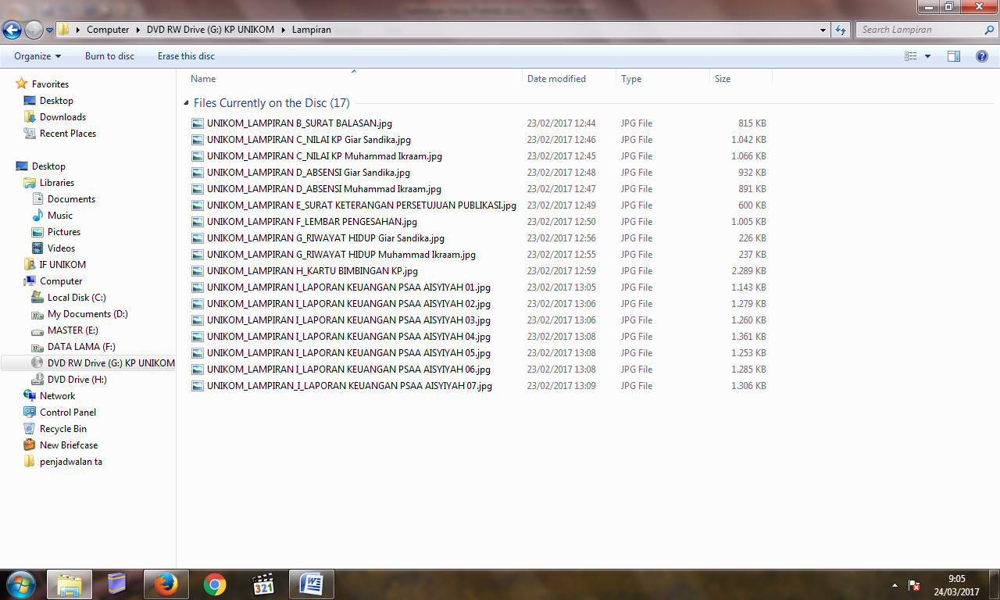 Computer DVD RW Drive (G:) KP UNIKOM Lampiran
Search Lampiran
Organize Burn to disc Erase this disc
Favorites
Desktop
Downloads
Recent Places
Desktop
Libraries
Documents
Music
Pictures
Videos
IF UNIKOM
Computer
Local Disk (C:)
My Documents (D:)
MASTER (E:)
DATA LAMA (F:)
DVD RW Drive (G:) KP UNIKOM
DVD Drive (H:)
Network
Control Panel
Recycle Bin
New Briefcase
penjadwalan ta
Name Date modified Type Size
Files Currently on the Disc (17)
UNIKOM_LAMPIRAN B_SURAT BALASAN.jpg 23/02/2017 12:44 JPG File 815 KB
UNIKOM_LAMPIRAN C_NILAI KP Giar Sandika.jpg 23/02/2017 12:46 JPG File 1.042 KB
UNIKOM_LAMPIRAN C_NILAI KP Muhammad Ikraam.jpg 23/02/2017 12:45 JPG File 1.066 KB
UNIKOM_LAMPIRAN D_ABSENSI Giar Sandika.jpg 23/02/2017 12:48 JPG File 932 KB
UNIKOM_LAMPIRAN D_ABSENSI Muhammad Ikraam.jpg 23/02/2017 12:47 JPG File 891 KB
UNIKOM_LAMPIRAN E_SURAT KETERANGAN PERSETUJUAN PUBLIKASI.jpg 23/02/2017 12:49 JPG File 600 KB
UNIKOM_LAMPIRAN F_LEMBAR PENGESAHAN.jpg 23/02/2017 12:50 JPG File 1.005 KB
UNIKOM_LAMPIRAN G_RIWAYAT HIDUP Giar Sandika.jpg 23/02/2017 12:56 JPG File 226 KB
UNIKOM_LAMPIRAN G_RIWAYAT HIDUP Muhammad Ikraam.jpg 23/02/2017 12:55 JPG File 237 KB
UNIKOM_LAMPIRAN H_KARTU BIMBINGAN KP.jpg 23/02/2017 12:59 JPG File 2.289 KB
UNIKOM_LAMPIRAN I_LAPORAN KEUANGAN PSAA AISYIYAH 01.jpg 23/02/2017 13:05 JPG File 1.143 KB
UNIKOM_LAMPIRAN I_LAPORAN KEUANGAN PSAA AISYIYAH 02.jpg 23/02/2017 13:06 JPG File 1.279 KB
UNIKOM_LAMPIRAN I_LAPORAN KEUANGAN PSAA AISYIYAH 03.jpg 23/02/2017 13:06 JPG File 1.260 KB
UNIKOM_LAMPIRAN I_LAPORAN KEUANGAN PSAA AISYIYAH 04.jpg 23/02/2017 13:08 JPG File 1.361 KB
UNIKOM_LAMPIRAN I_LAPORAN KEUANGAN PSAA AISYIYAH 05.jpg 23/02/2017 13:08 JPG File 1.253 KB
UNIKOM_LAMPIRAN I_LAPORAN KEUANGAN PSAA AISYIYAH 06.jpg 23/02/2017 13:08 JPG File 1.285 KB
UNIKOM_LAMPIRAN_I_LAPORAN KEUANGAN PSAA AISYIYAH 07.jpg 23/02/2017 13:09 JPG File 1.306 KB
321
9:05
24/03/2017